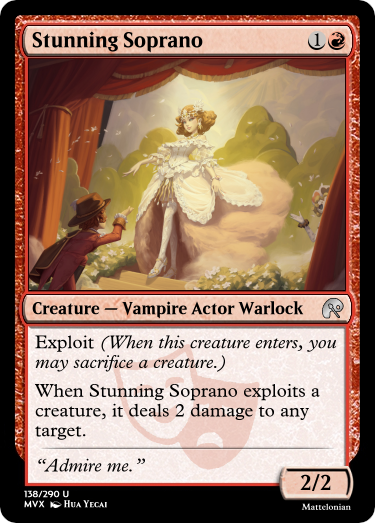 Stunning Soprano 1
Creature — Vampire Actor Warlock
Exploit (When this creature enters, you
may sacrifice a creature.)
When Stunning Soprano exploits a
creature, it deals 2 damage to any
target.
“Admire me.”
2/2
138/290 U
MVX Hua Yecai
Mattelonian